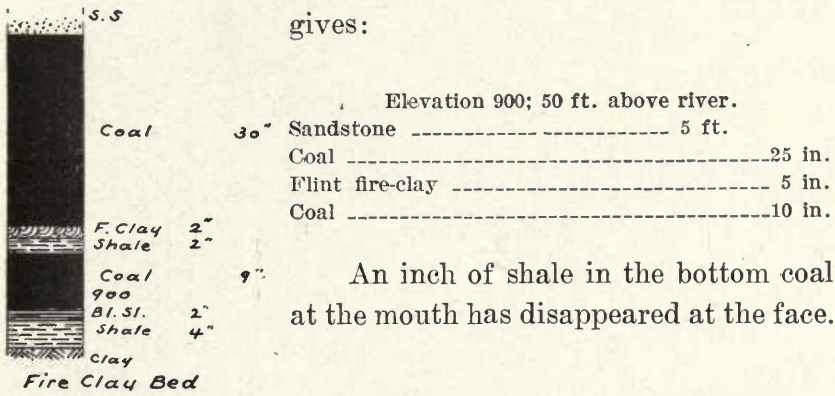 S.S
Coal 30"
F. Clay 2"
Shale 2"
Coal 9"
900
Bl. Sl. 2"
Shale 4"
Clay
Fire Clay Bed
gives:
Elevation 900; 50 ft. above river.
Sandstone ---------- ------------ 5 ft.
Coal ----------------------------------------25 in.
Flint fire-clay ------------------------------ 5 in.
Coal ----------------------------------------10 in.
An inch of shale in the bottom coal
at the mouth has disappeared at the face.